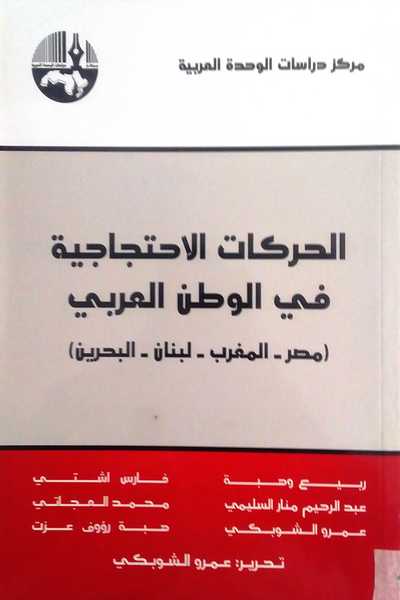 مركز دراسات الوحدة العربية
الحركات الاحتجاجية
في الوطن العربي
(مصر - المغرب - لبنان - البحرين)
ربيع وهبة فارس اشتي
عبد الرحيم منار السليمي محمد العجاتي
عمرو الشوبكي هبة رؤوف عزت
تحرير: عمرو الشوبكي